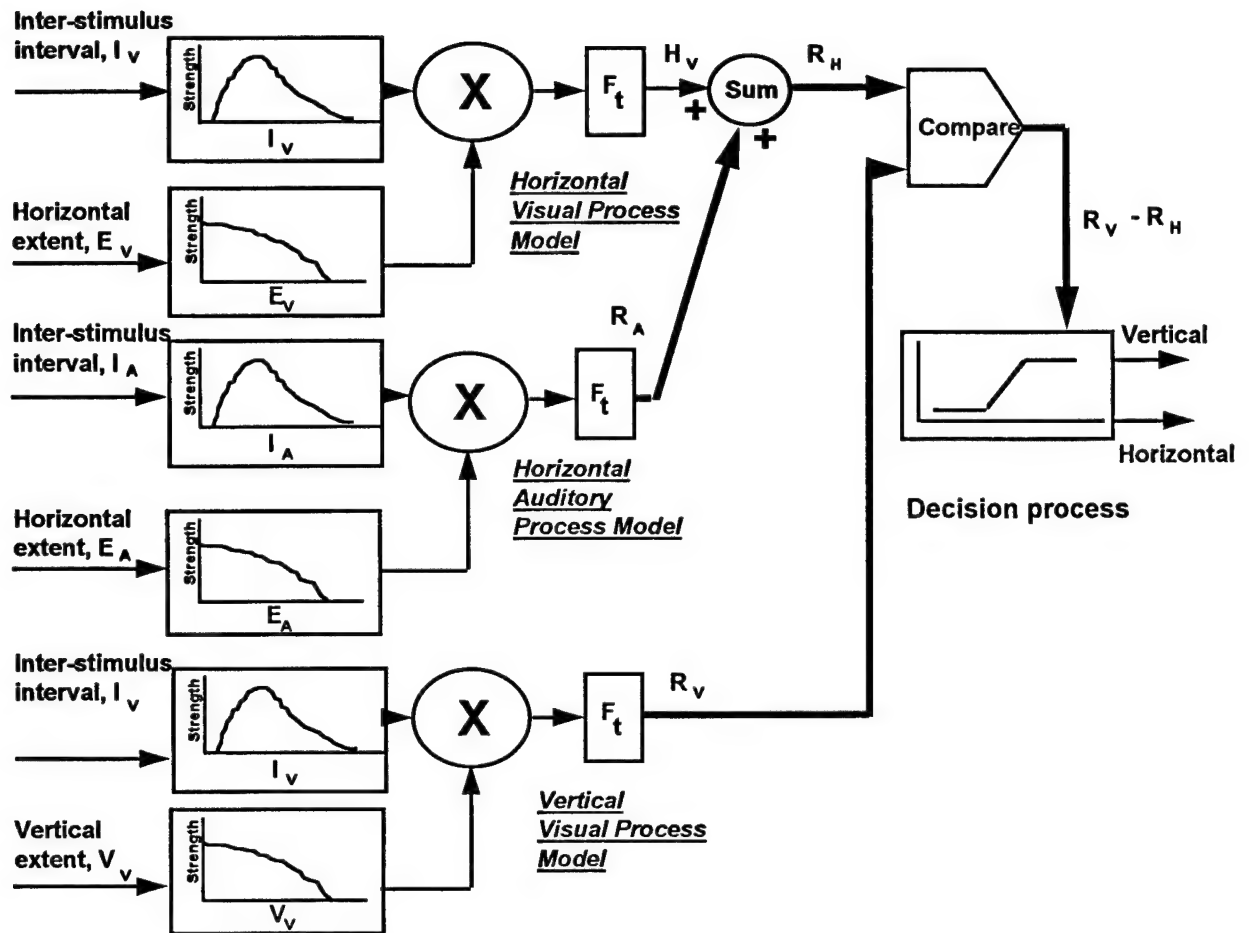 Inter-stimulus
interval, I V
Strength
I V
X
F t
H V
+
Sum
+
R H
Compare
R V - R H
Horizontal
extent, E V
Strength
E V
Horizontal
Visual Process
Model
Inter-stimulus
interval, I A
Strength
I A
X
F t
R A
Horizontal
Auditory
Process Model
Vertical
Horizontal
Decision process
Horizontal
extent, E A
Strength
E A
Inter-stimulus
interval, I V
Strength
I V
X
F t
R V
Vertical
Visual Process
Model
Vertical
extent, V V
Strength
V V